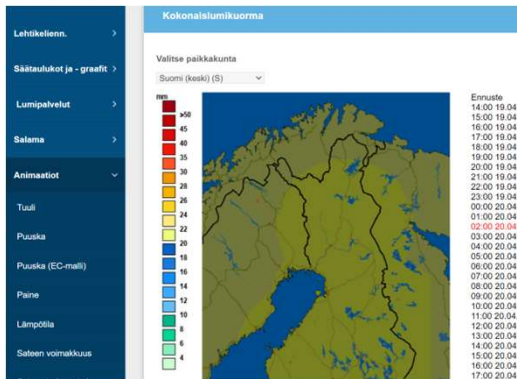 Kokonaislumikuorma
Lehtikelienn.
Säätaulukot ja - graafit
Lumipalvelut
Salama
Animaatiot
Tuuli
Puuska
Puuska (EC-malli)
Paine
Lämpötila
Sateen voimakkuus
Valitse paikkakunta
Suomi (keski) (S)
mm
>50
45
40
35
30
28
26
24
22
20
18
16
14
12
10
8
6
4
Ennuste
14:00 19.04
15:00 19.04
16:00 19.04
17:00 19.04
18:00 19.04
19:00 19.04
20:00 19.04
21:00 19.04
22:00 19.04
23:00 19.04
00:00 20.04
01:00 20.04
02:00 20.04
03:00 20.04
04:00 20.04
05:00 20.04
06:00 20.04
07:00 20.04
08:00 20.04
09:00 20.04
10:00 20.04
11:00 20.04
12:00 20.04
13:00 20.04
14:00 20.04
15:00 20.04
16:00 20.04
17:00 20.04